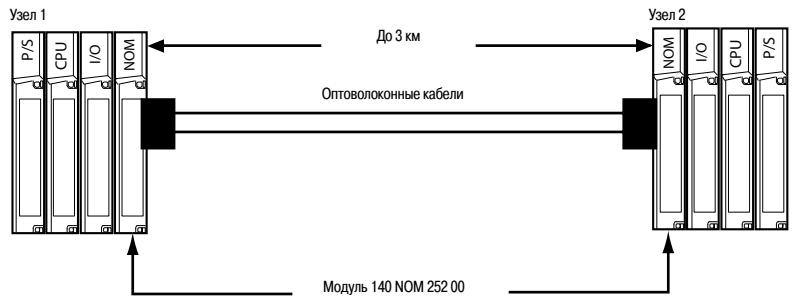 Узел 1
Узел 2
P/S
CPU
I/O
NOM
До 3 км
NOM
I/O
CPU
P/S
Оптоволоконные кабели
Модуль 140 NOM 252 00